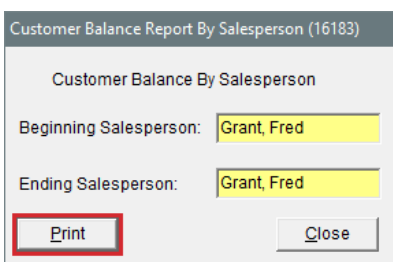 Customer Balance Report By Salesperson (16183)
Customer Balance By Salesperson
Beginning Salesperson: Grant, Fred
Ending Salesperson: Grant, Fred
Print Close